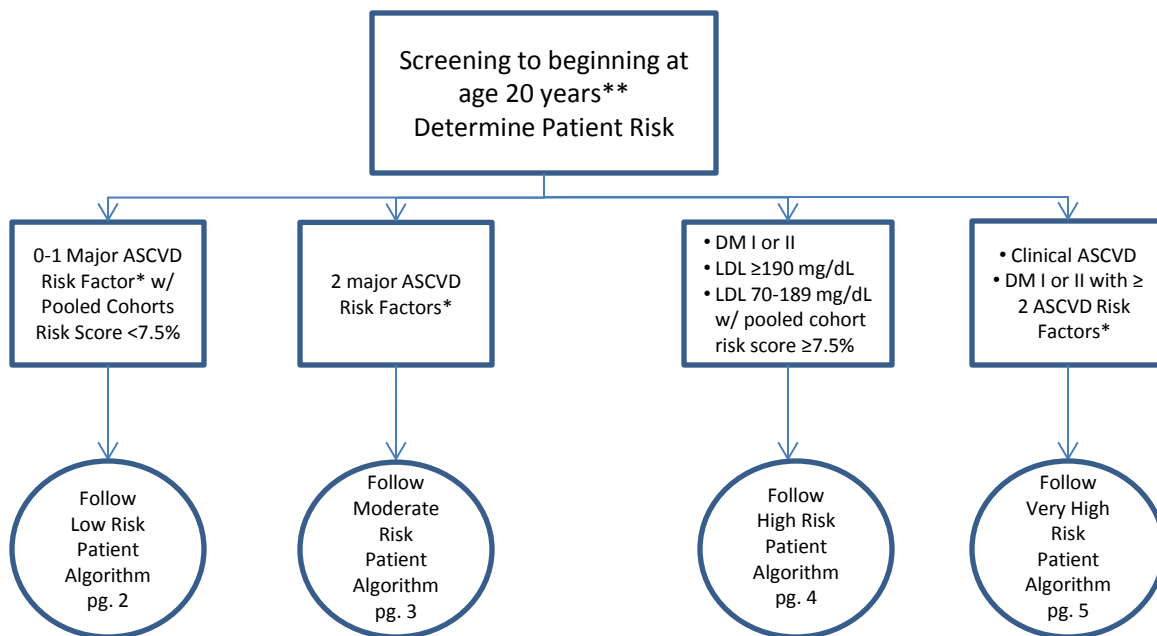 Screening to beginning at
age 20 years**
Determine Patient Risk
0-1 Major ASCVD
Risk Factor* w/
Pooled Cohorts
Risk Score <7.5%
2 major ASCVD
Risk Factors*
• DM I or II
• LDL ≥190 mg/dL
• LDL 70-189 mg/dL
w/ pooled cohort
risk score ≥7.5%
• Clinical ASCVD
• DM I or II with ≥
2 ASCVD Risk
Factors*
Follow
Low Risk
Patient
Algorithm
pg. 2
Follow
Moderate
Risk
Patient
Algorithm
pg. 3
Follow
High Risk
Patient
Algorithm
pg. 4
Follow
Very High
Risk
Patient
Algorithm
pg. 5